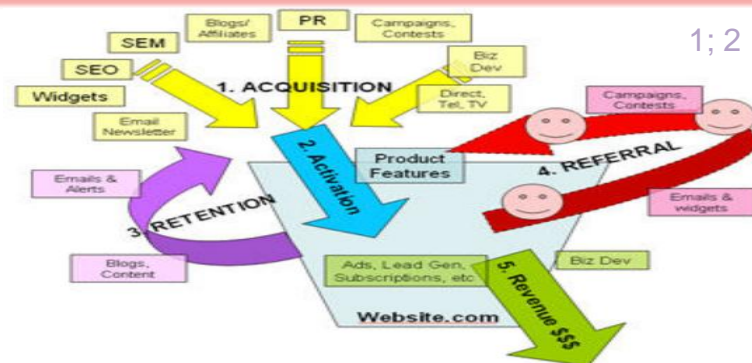 Blogs/
Affiliates
PR
Campaigns,
Contests
1; 2
SEM
Biz
Dev
SEO
1. ACQUISITION
Widgets
Direct,
Tel, TV
Campaigns,
Contests
Email
Newsletter
2. Activation
Product
Features
4. REFERRAL
Emails &
Alerts
Emails &
widgets
3. RETENTION
Blogs,
Content
Ads, Lead Gen,
Subscriptions, etc
Biz Dev
5. Revenue $$$
Website.com